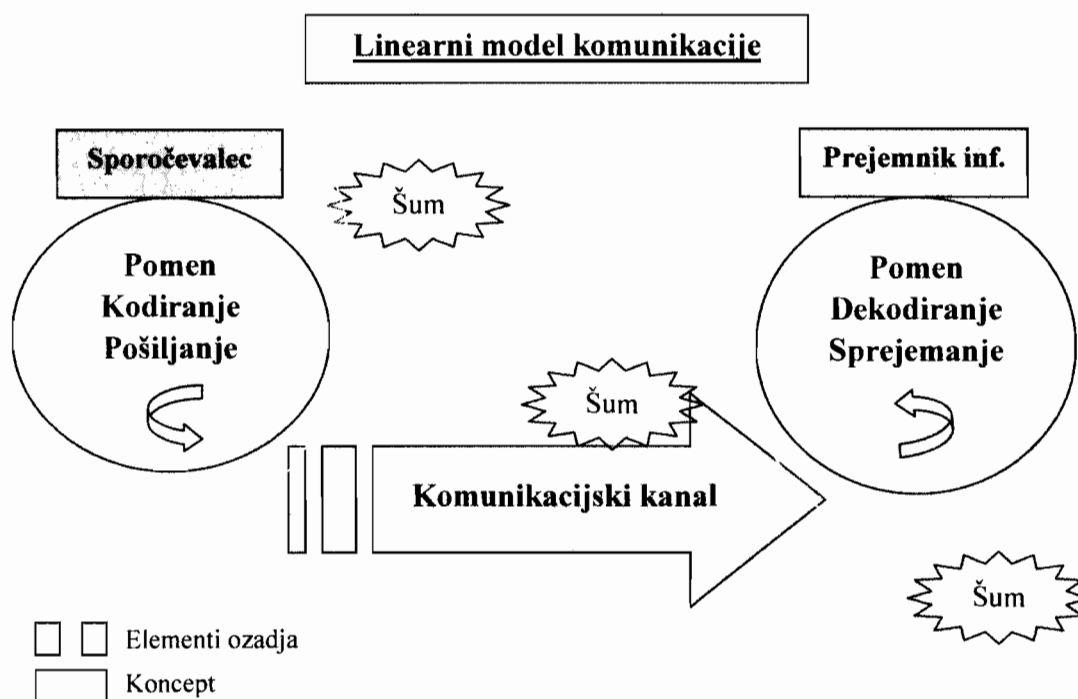 Linearni model komunikacije
Sporočevalec
Prejemnik inf.
Šum
Pomen
Kodiranje
Pošiljanje
Pomen
Dekodiranje
Sprejemanje
Šum
Komunikacijski kanal
Šum
Elementi ozadja
Koncept